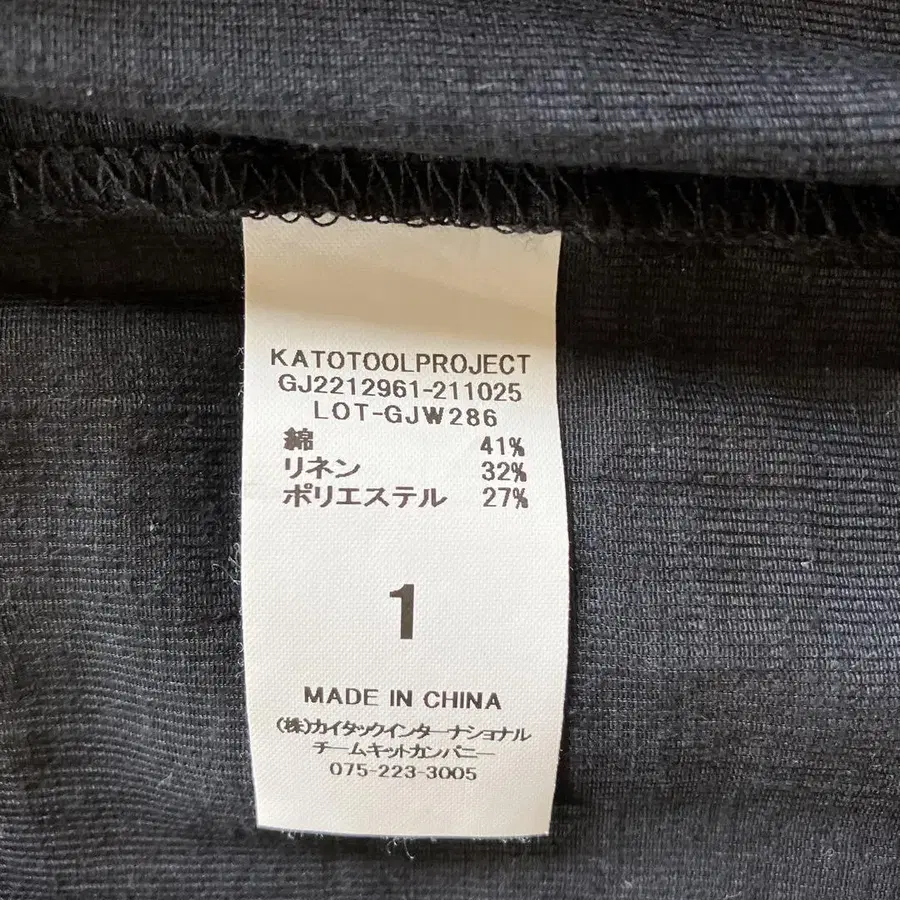 KATOTOOLPROJECT
GJ2212961-211025
LOT-GJW286
綿 41%
リネン 32%
ポリエステル 27%
1
MADE IN CHINA
(株)カイタックインターナショナル
チームキットカンパニー
075-223-3005